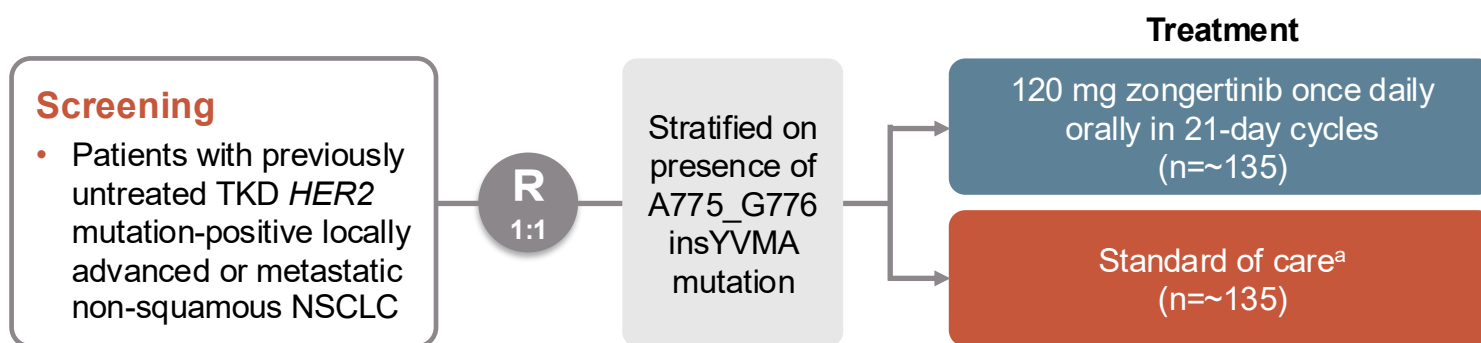 Screening
• Patients with previously
untreated TKD HER2
mutation-positive locally
advanced or metastatic
non-squamous NSCLC
R
1:1
Stratified on
presence of
A775_G776
insYVMA
mutation
Treatment
120 mg zongertinib once daily
orally in 21-day cycles
(n=~135)
Standard of careᵃ
(n=~135)